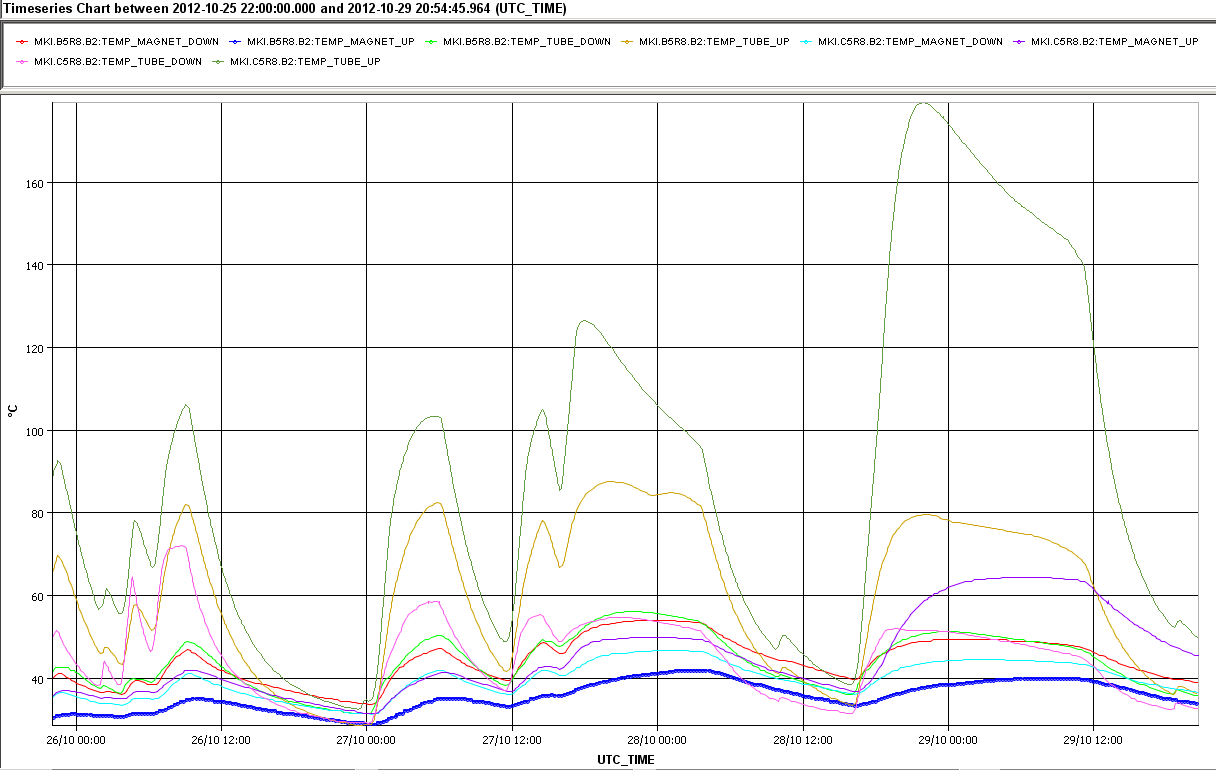 Timeseries Chart between 2012-10-25 22:00:00.000 and 2012-10-29 20:54:45.964 (UTC_TIME)
MKI.B5R8.B2:TEMP_MAGNET_DOWN MKI.B5R8.B2:TEMP_MAGNET_UP MKI.B5R8.B2:TEMP_TUBE_DOWN MKI.B5R8.B2:TEMP_TUBE_UP MKI.C5R8.B2:TEMP_MAGNET_DOWN MKI.C5R8.B2:TEMP_MAGNET_UP
MKI.C5R8.B2:TEMP_TUBE_DOWN MKI.C5R8.B2:TEMP_TUBE_UP
160
140
120
°C
100
80
60
40
26/10 00:00 26/10 12:00 27/10 00:00 27/10 12:00 28/10 00:00 28/10 12:00 29/10 00:00 29/10 12:00
UTC_TIME